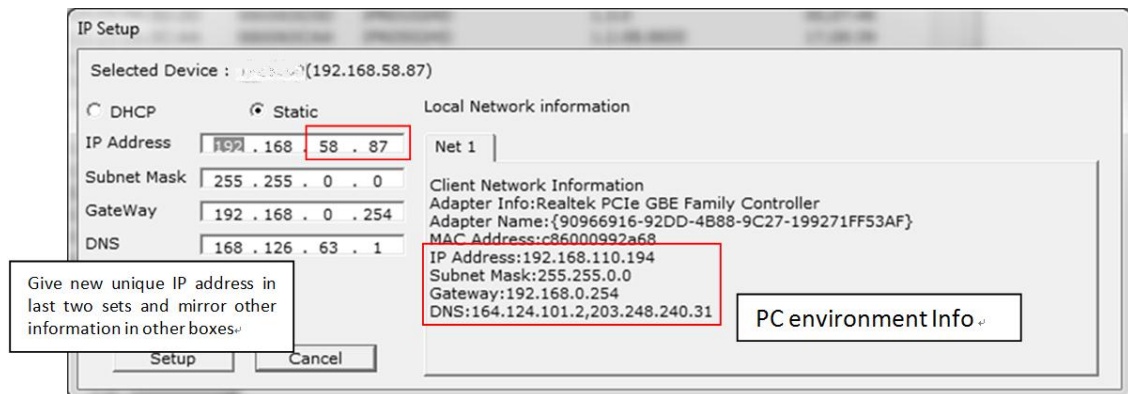 IP Setup
Selected Device : (192.168.58.87)
DHCP
Static
IP Address 192 . 168 . 58 . 87
Subnet Mask 255 . 255 . 0 . 0
GateWay 192 . 168 . 0 . 254
DNS 168 . 126 . 63 . 1
Give new unique IP address in
last two sets and mirror other
information in other boxes
Setup
Cancel
Local Network information
Net 1
Client Network Information
Adapter Info:Realtek PCIe GBE Family Controller
Adapter Name:{90966916-92DD-4B88-9C27-199271FF53AF}
MAC Address:c86000992a68
IP Address:192.168.110.194
Subnet Mask:255.255.0.0
Gateway:192.168.0.254
DNS:164.124.101.2,203.248.240.31
PC environment Info